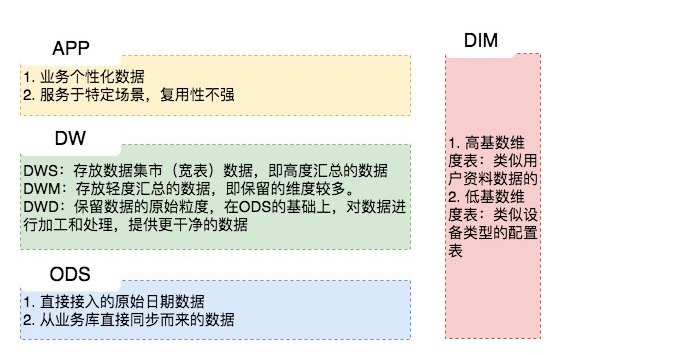 APP
1. 业务个性化数据
2. 服务于特定场景，复用性不强
DW
DWS：存放数据集市（宽表）数据，即高度汇总的数据
DWM：存放轻度汇总的数据，即保留的维度较多。
DWD：保留数据的原始粒度，在ODS的基础上，对数据进
行加工和处理，提供更干净的数据
ODS
1. 直接接入的原始日期数据
2. 从业务库直接同步而来的数据
DIM
1. 高基数维
度表：类似用
户资料数据的
2. 低基数维
度表：类似设
备类型的配置
表